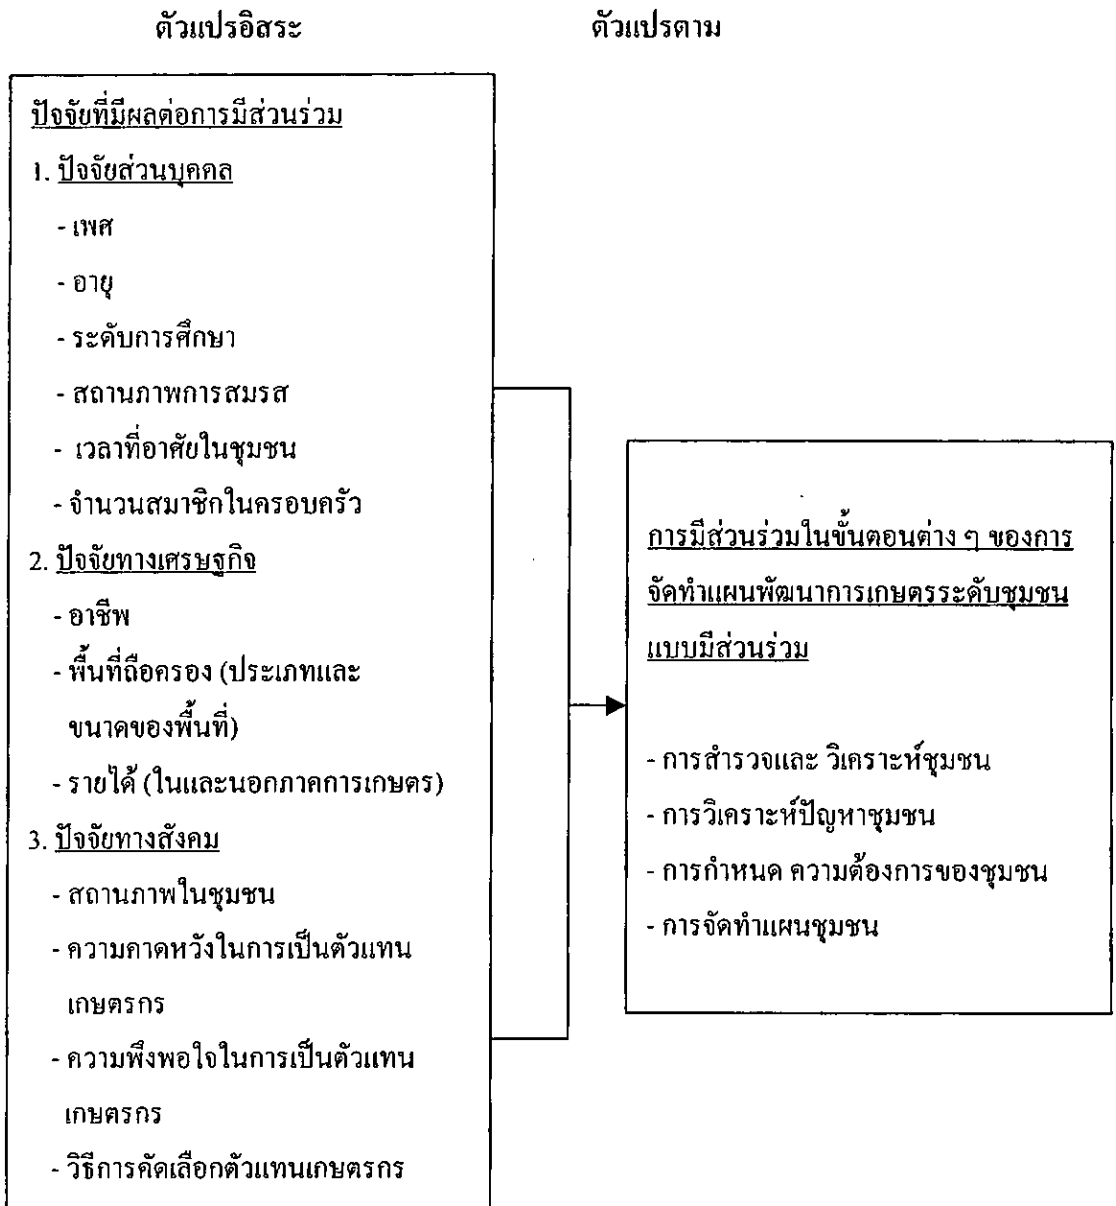 ตัวแปรอิสระ
ตัวแปรตาม
ปัจจัยที่มีผลต่อการมีส่วนร่วม
1. ปัจจัยส่วนบุคคล
- เพศ
- อายุ
- ระดับการศึกษา
- สถานภาพการสมรส
- เวลาที่อาศัยในชุมชน
- จำนวนสมาชิกในครอบครัว
2. ปัจจัยทางเศรษฐกิจ
- อาชีพ
- พื้นที่ถือครอง (ประเภทและ
ขนาดของพื้นที่)
- รายได้ (ในและนอกภาคการเกษตร)
3. ปัจจัยทางสังคม
- สถานภาพในชุมชน
- ความคาดหวังในการเป็นตัวแทน
เกษตรกร
- ความพึงพอใจในการเป็นตัวแทน
เกษตรกร
- วิธีการคัดเลือกตัวแทนเกษตรกร
การมีส่วนร่วมในขั้นตอนต่าง ๆ ของการ
จัดทำแผนพัฒนาการเกษตรระดับชุมชน
แบบมีส่วนร่วม
- การสำรวจและ วิเคราะห์ชุมชน
- การวิเคราะห์ปัญหาชุมชน
- การกำหนด ความต้องการของชุมชน
- การจัดทำแผนชุมชน